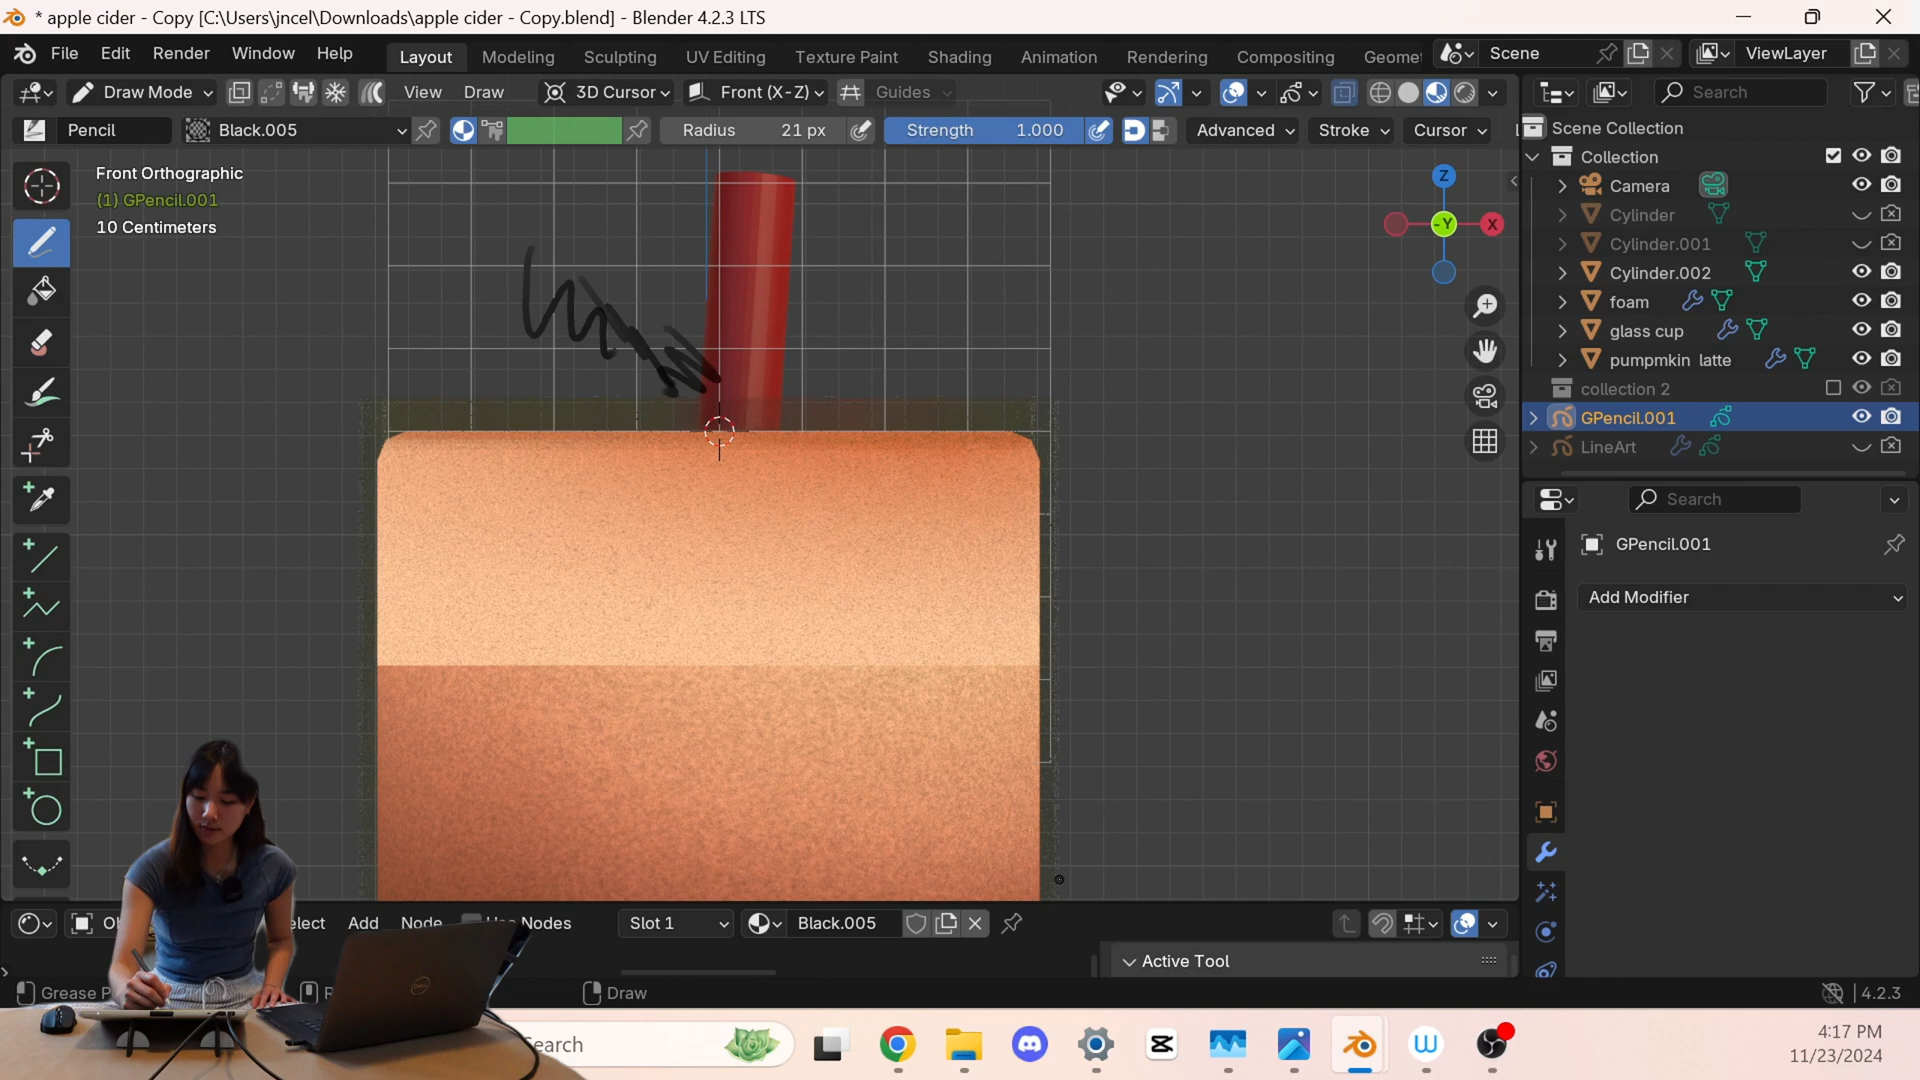 * apple cider - Copy [C:\Users\jncel\Downloads\apple cider - Copy.blend] - Blender 4.2.3 LTS
File Edit Render Window Help Layout Modeling Sculpting UV Editing Texture Paint Shading Animation Rendering Compositing Geomet Scene ViewLayer
Draw Mode View Draw 3D Cursor Front (X-Z) Guides Search
Pencil Black.005 Radius 21 px Strength 1.000 Advanced Stroke Cursor
Front Orthographic
(1) GPencil.001
10 Centimeters
Z
-Y
X
Scene Collection
Collection
Camera
Cylinder
Cylinder.001
Cylinder.002
foam
glass cup
pumpmkin latte
collection 2
GPencil.001
LineArt
Search
GPencil.001
Add Modifier
Add Node Nodes Slot 1 Black.005
Active Tool
Grease P Draw 4.2.3
DELL
4:17 PM
11/23/2024